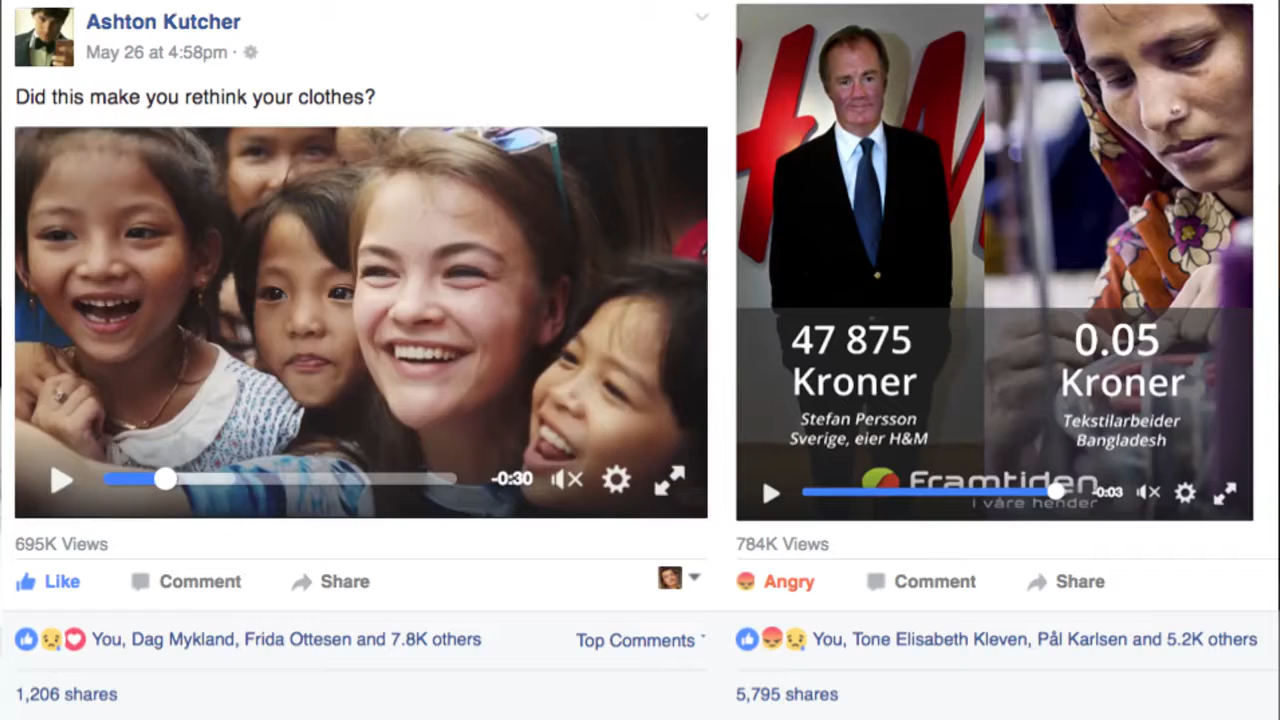 Ashton Kutcher
May 26 at 4:58pm ·
Did this make you rethink your clothes?
-0:30
695K Views
Like Comment Share
You, Dag Mykland, Frida Ottesen and 7.8K others
Top Comments
1,206 shares
H&M
47 875
Kroner
Stefan Persson
Sverige, eier H&M
0.05
Kroner
Tekstilarbeider
Bangladesh
Framtiden
i våre hender
-0:03
784K Views
Angry Comment Share
You, Tone Elisabeth Kleven, Pål Karlsen and 5.2K others
5,795 shares